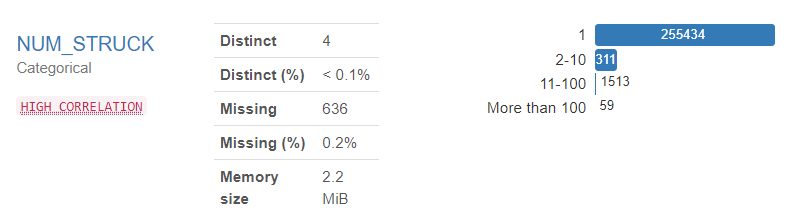 NUM_STRUCK
Categorical
HIGH CORRELATION
Distinct 4
Distinct (%) < 0.1%
Missing 636
Missing (%) 0.2%
Memory size 2.2 MiB
1 255434
2-10 311
11-100 1513
More than 100 59